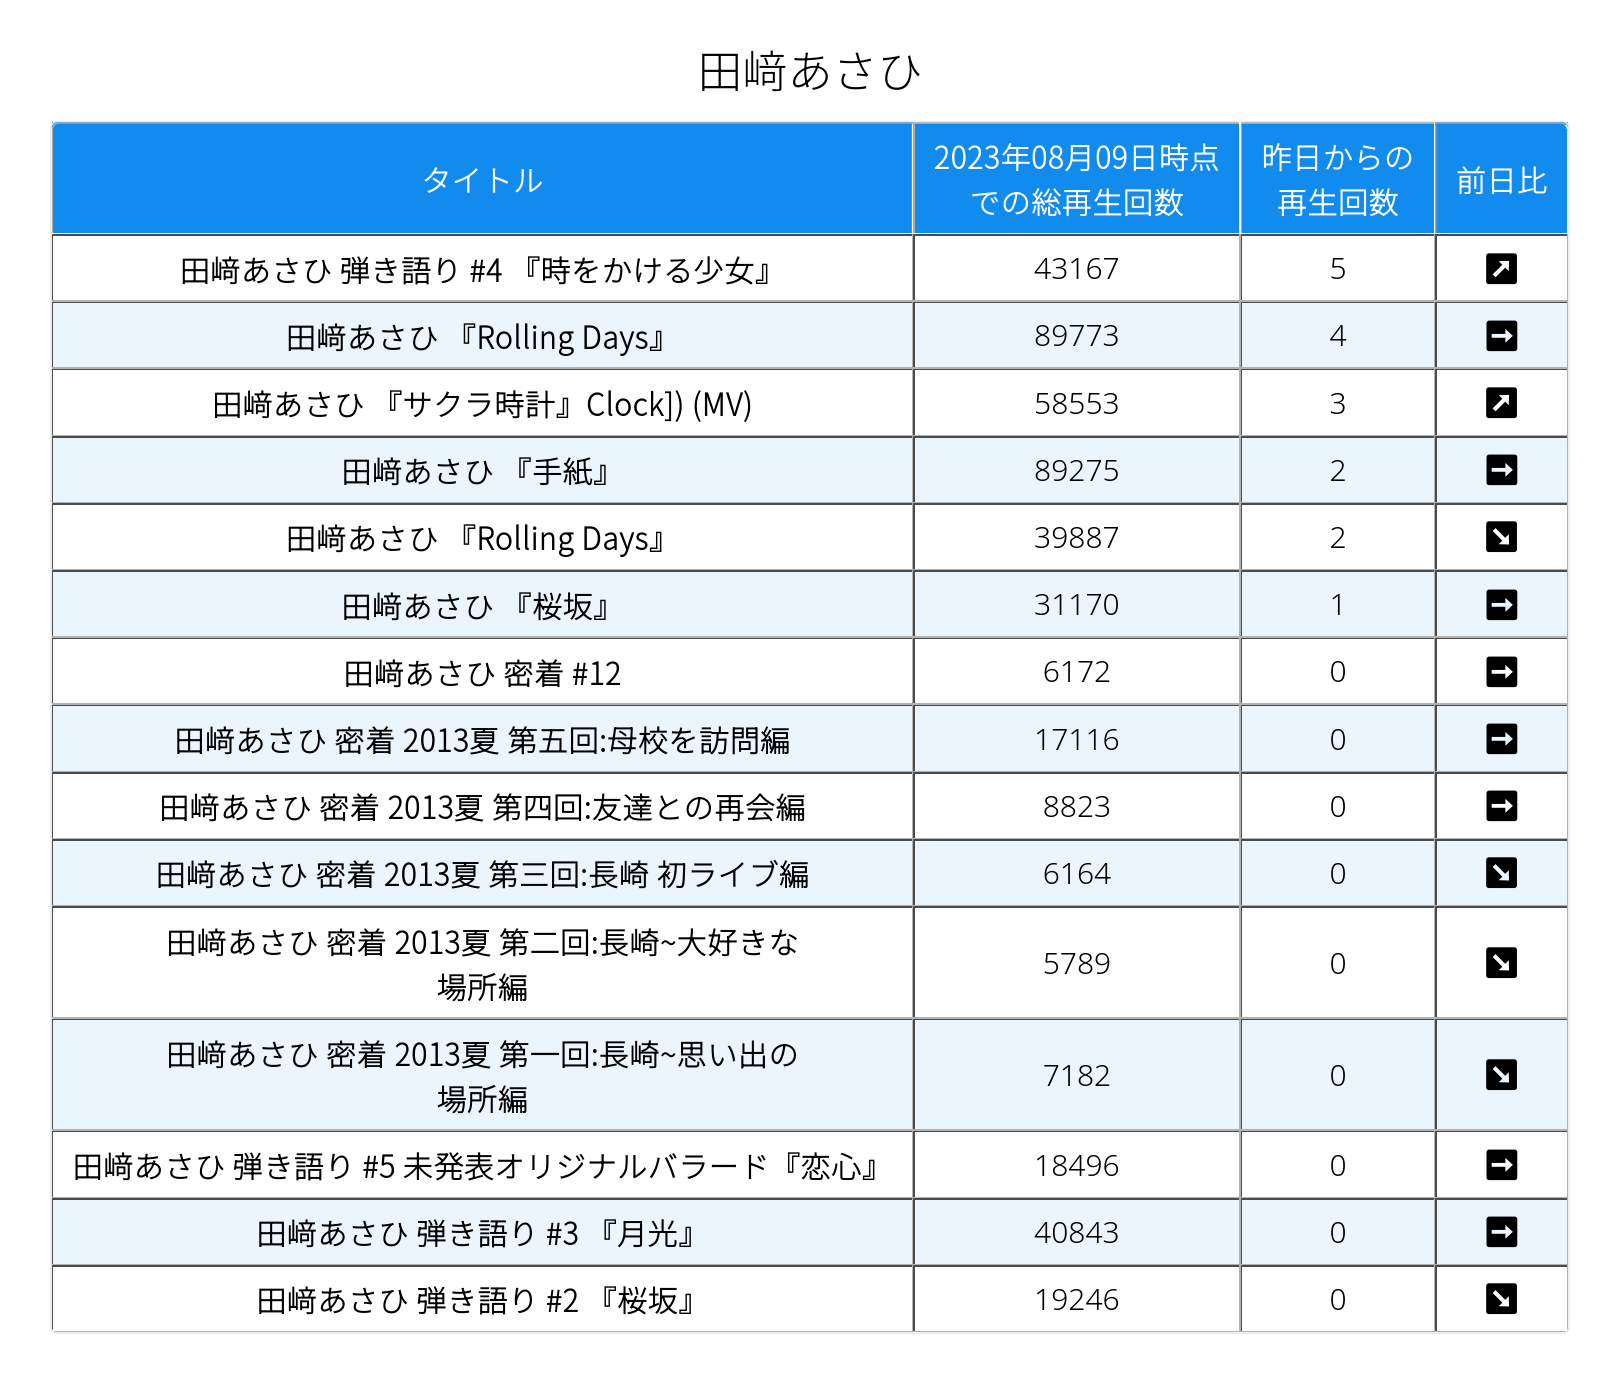 田﨑あさひ
タイトル
2023年08月09日時点
での総再生回数
昨日からの
再生回数
前日比
田﨑あさひ 弾き語り #4 『時をかける少女』 43167 5 ↗
田﨑あさひ 『Rolling Days』 89773 4 →
田﨑あさひ 『サクラ時計』Clock]) (MV) 58553 3 ↗
田﨑あさひ 『手紙』 89275 2 →
田﨑あさひ 『Rolling Days』 39887 2 ↘
田﨑あさひ 『桜坂』 31170 1 →
田﨑あさひ 密着 #12 6172 0 →
田﨑あさひ 密着 2013夏 第五回:母校を訪問編 17116 0 →
田﨑あさひ 密着 2013夏 第四回:友達との再会編 8823 0 →
田﨑あさひ 密着 2013夏 第三回:長崎 初ライブ編 6164 0 ↘
田﨑あさひ 密着 2013夏 第二回:長崎~大好きな
場所編 5789 0 ↘
田﨑あさひ 密着 2013夏 第一回:長崎~思い出の
場所編 7182 0 ↘
田﨑あさひ 弾き語り #5 未発表オリジナルバラード『恋心』 18496 0 →
田﨑あさひ 弾き語り #3 『月光』 40843 0 →
田﨑あさひ 弾き語り #2 『桜坂』 19246 0 ↘